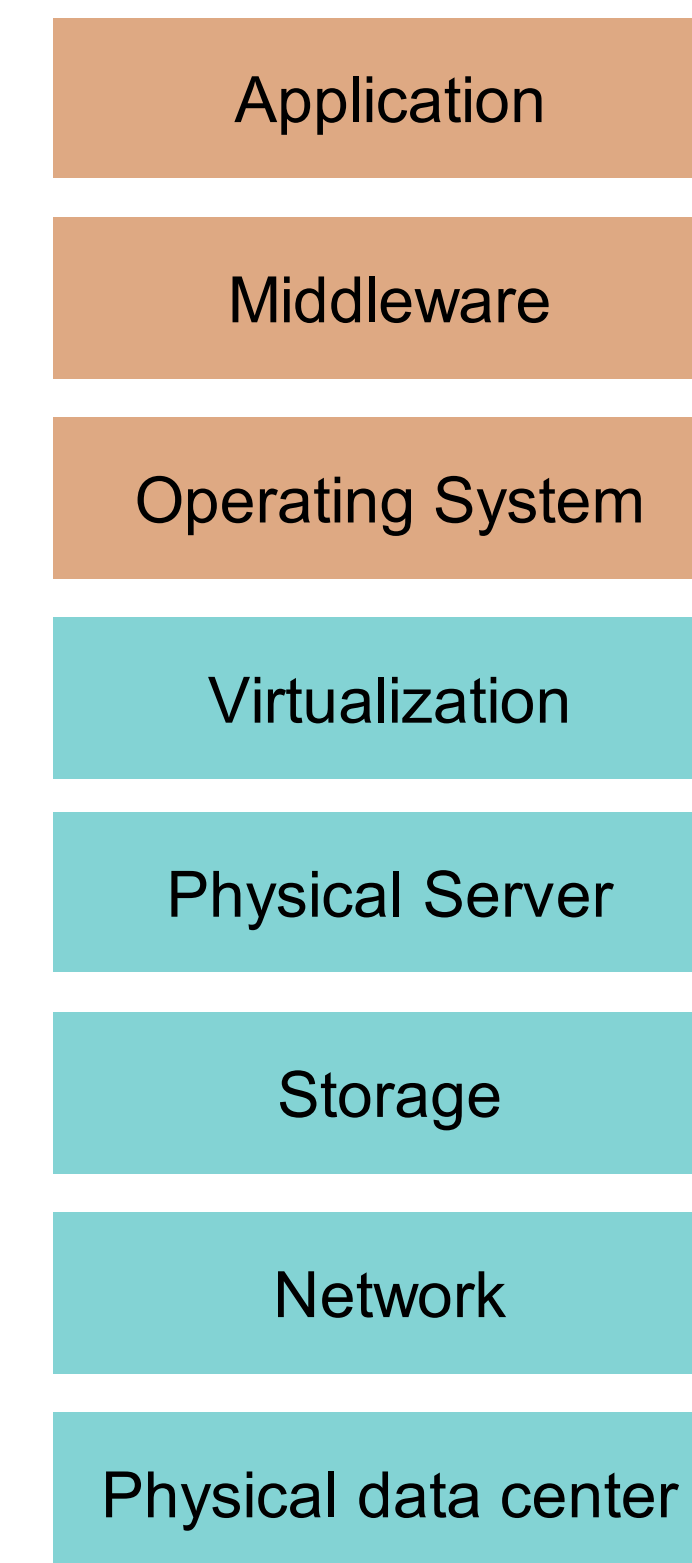 Application
Middleware
Operating System
Virtualization
Physical Server
Storage
Network
Physical data center